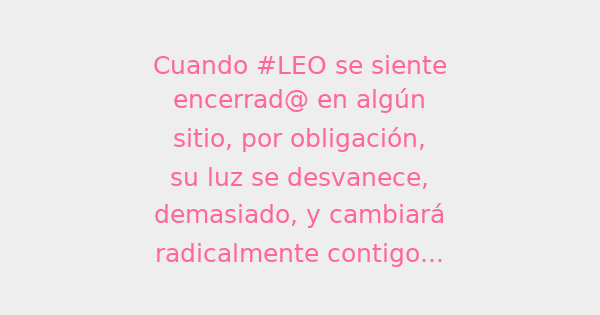 Cuando #LEO se siente
encerrad@ en algún
sitio, por obligación,
su luz se desvanece,
demasiado, y cambiará
radicalmente contigo...